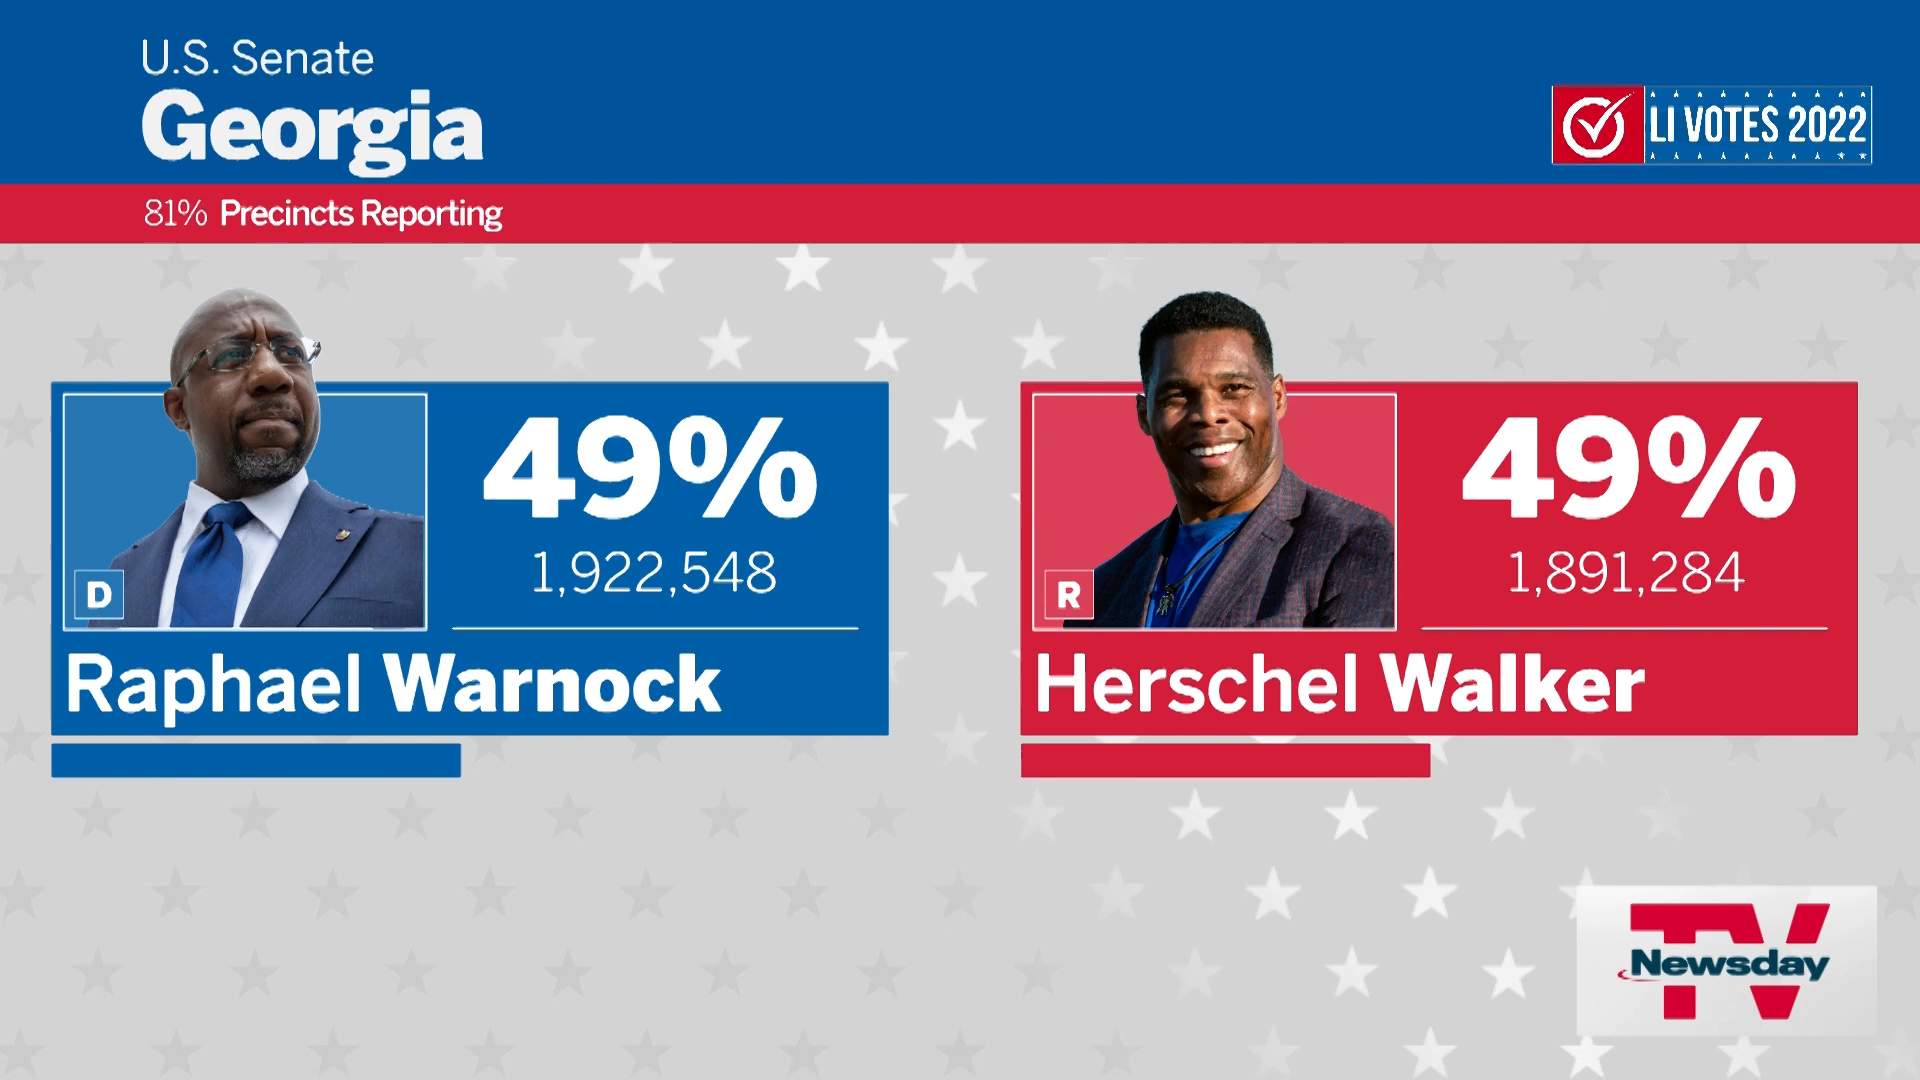 U.S. Senate
Georgia
LI VOTES 2022
81% Precincts Reporting
49%
1,922,548
D
Raphael Warnock
49%
1,891,284
R
Herschel Walker
TV
Newsday